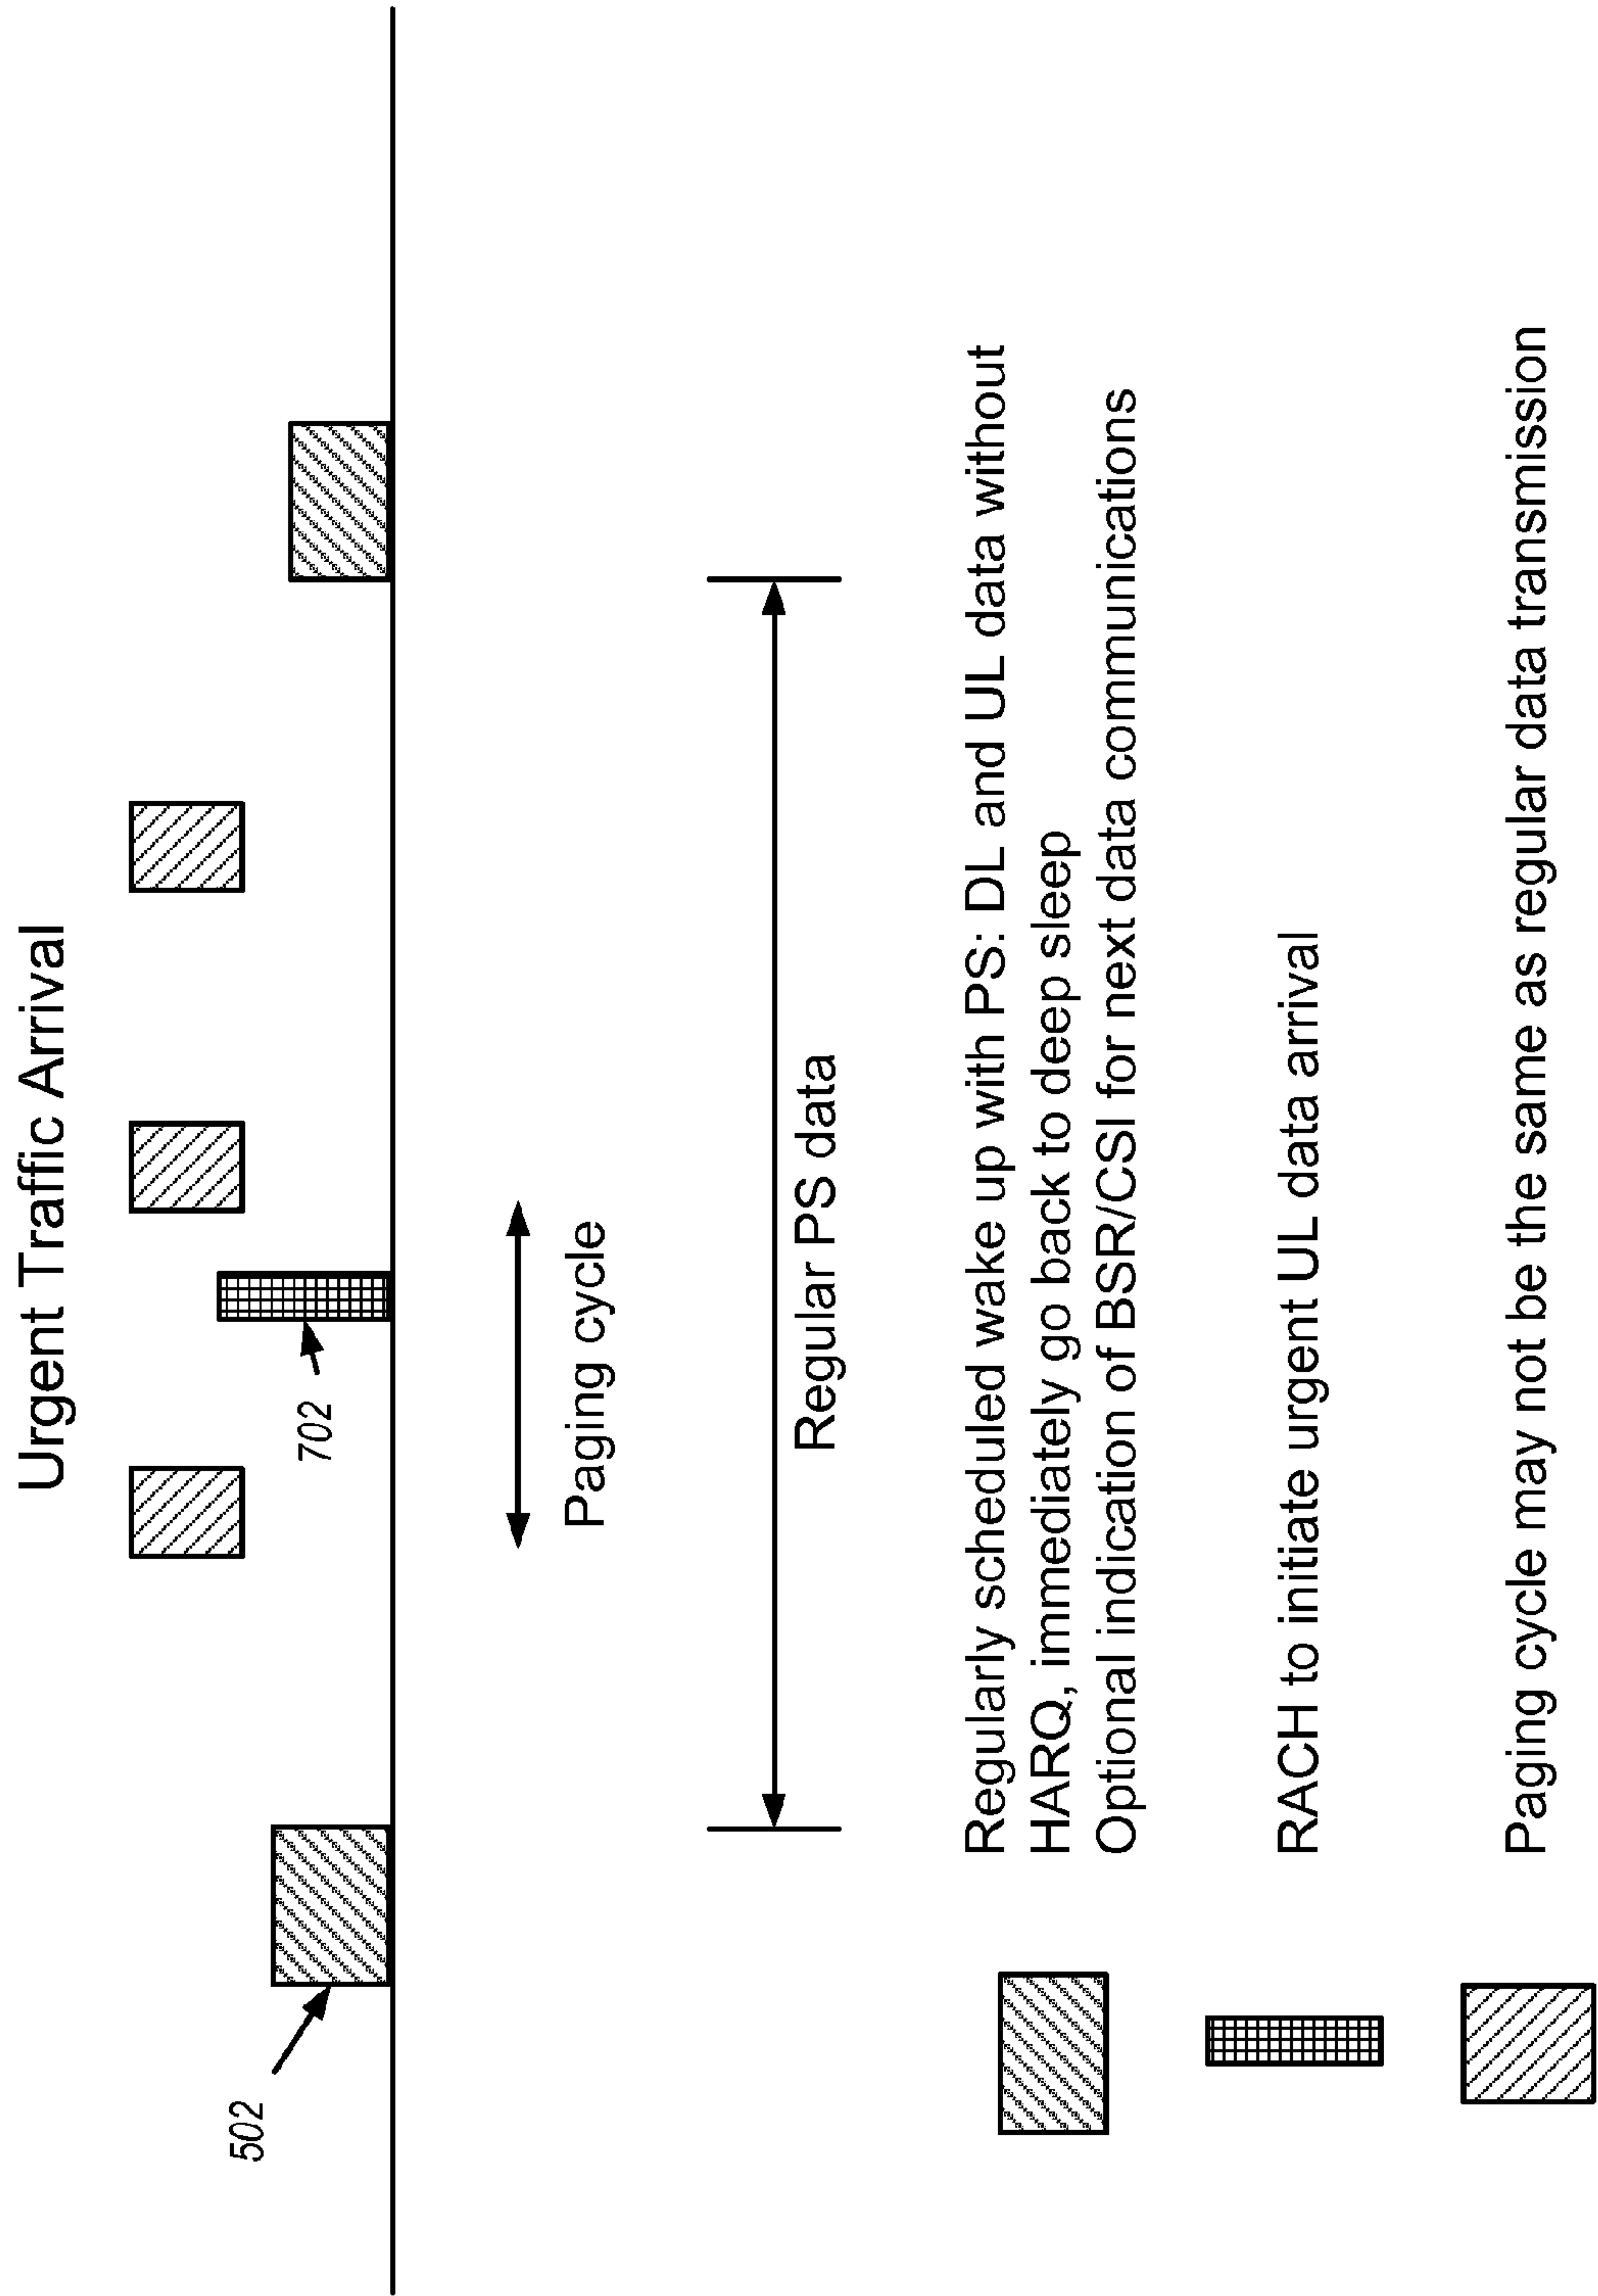 Urgent Traffic Arrival
502
702
Paging cycle
Regular PS data
Regularly scheduled wake up with PS: DL and UL data without
HARQ, immediately go back to deep sleep
Optional indication of BSR/CSI for next data communications
RACH to initiate urgent UL data arrival
Paging cycle may not be the same as regular data transmission